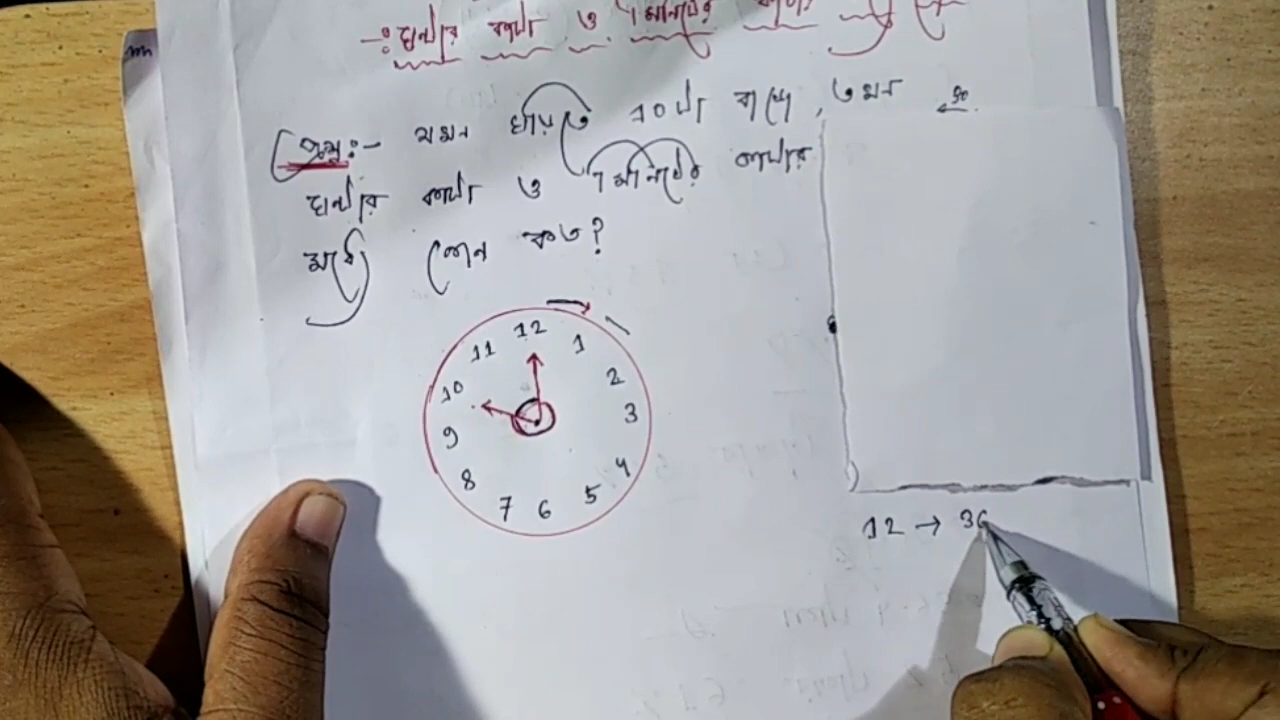 -ঃ ঘন্টার কাটা ও মিনিটের
প্রশ্নঃ- যখন ঘড়িতে ১০টা বাজে, তখন
ঘন্টার কাটা ও মিনিটের কাটার
মধ্যে কোন কত?
12
11 1
10 2
9 3
8 4
7 6 5
12 → 36